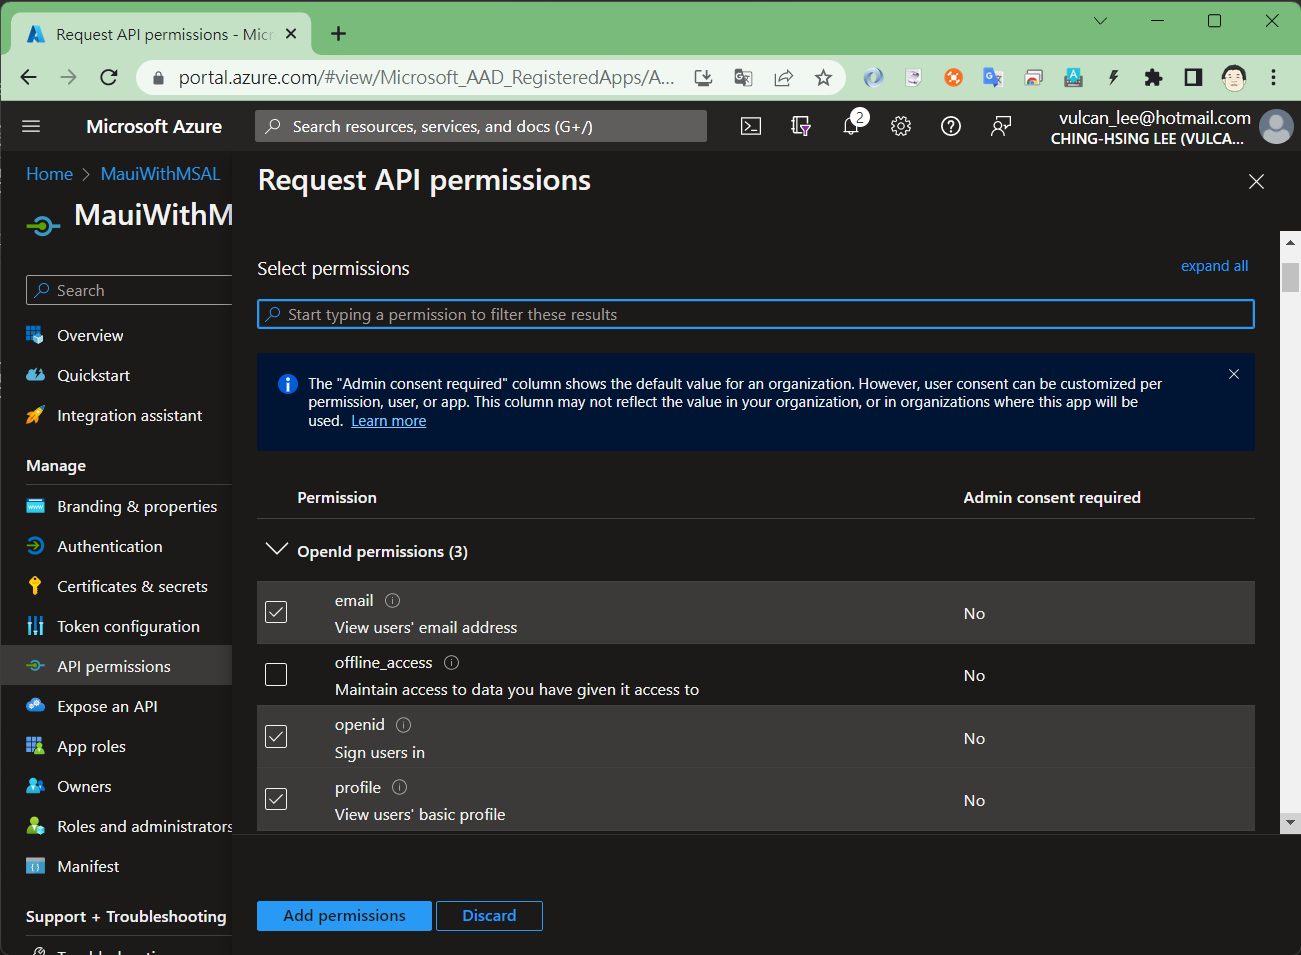 Request API permissions - Micr
portal.azure.com/#view/Microsoft_AAD_RegisteredApps/A...
Microsoft Azure
Search resources, services, and docs (G+/)
2
vulcan_lee@hotmail.com
CHING-HSING LEE (VULCA...
Home > MauiWithMSAL
MauiWithM
Search
Overview
Quickstart
Integration assistant
Manage
Branding & properties
Authentication
Certificates & secrets
Token configuration
API permissions
Expose an API
App roles
Owners
Roles and administrators
Manifest
Support + Troubleshooting
Request API permissions
Select permissions
expand all
Start typing a permission to filter these results
The "Admin consent required" column shows the default value for an organization. However, user consent can be customized per
permission, user, or app. This column may not reflect the value in your organization, or in organizations where this app will be
used. Learn more
Permission
Admin consent required
OpenId permissions (3)
email
View users' email address
No
offline_access
Maintain access to data you have given it access to
No
openid
Sign users in
No
profile
View users' basic profile
No
Add permissions
Discard